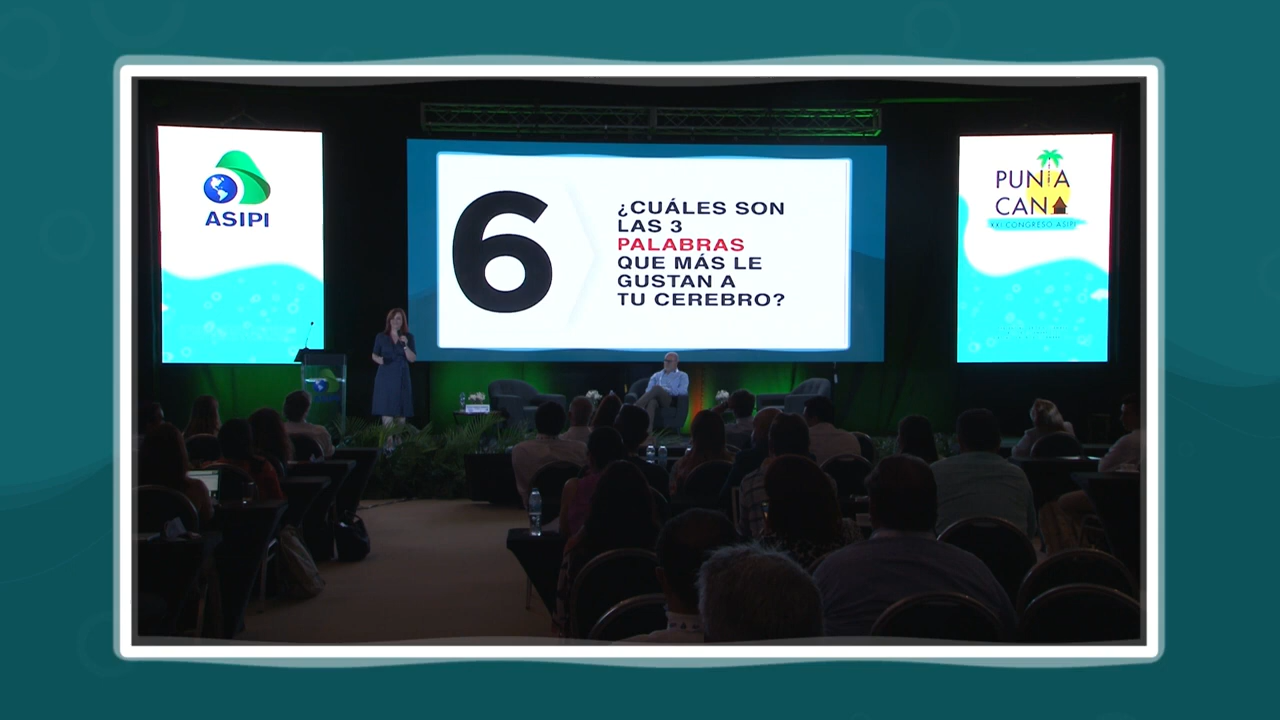 ASIPI
6
¿CUÁLES SON
LAS 3
PALABRAS
QUE MÁS LE
GUSTAN A
TU CEREBRO?
PUNTA
CANA
XXI CONGRESO ASIPI